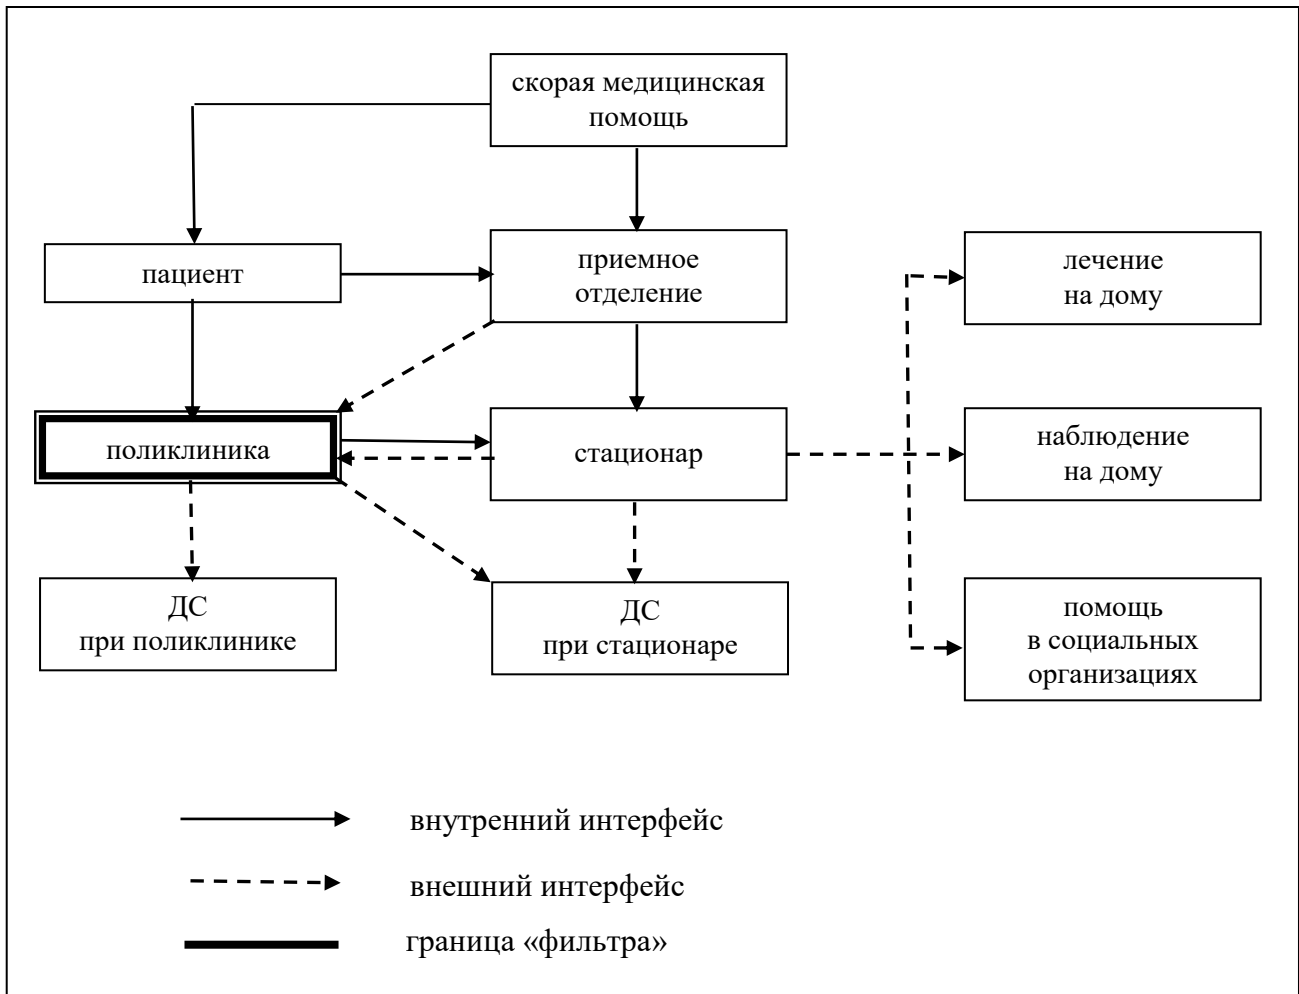 скорая медицинская
помощь
пациент
приемное
отделение
лечение
на дому
поликлиника
стационар
наблюдение
на дому
ДС
при поликлинике
ДС
при стационаре
помощь
в социальных
организациях
внутренний интерфейс
внешний интерфейс
граница «фильтра»